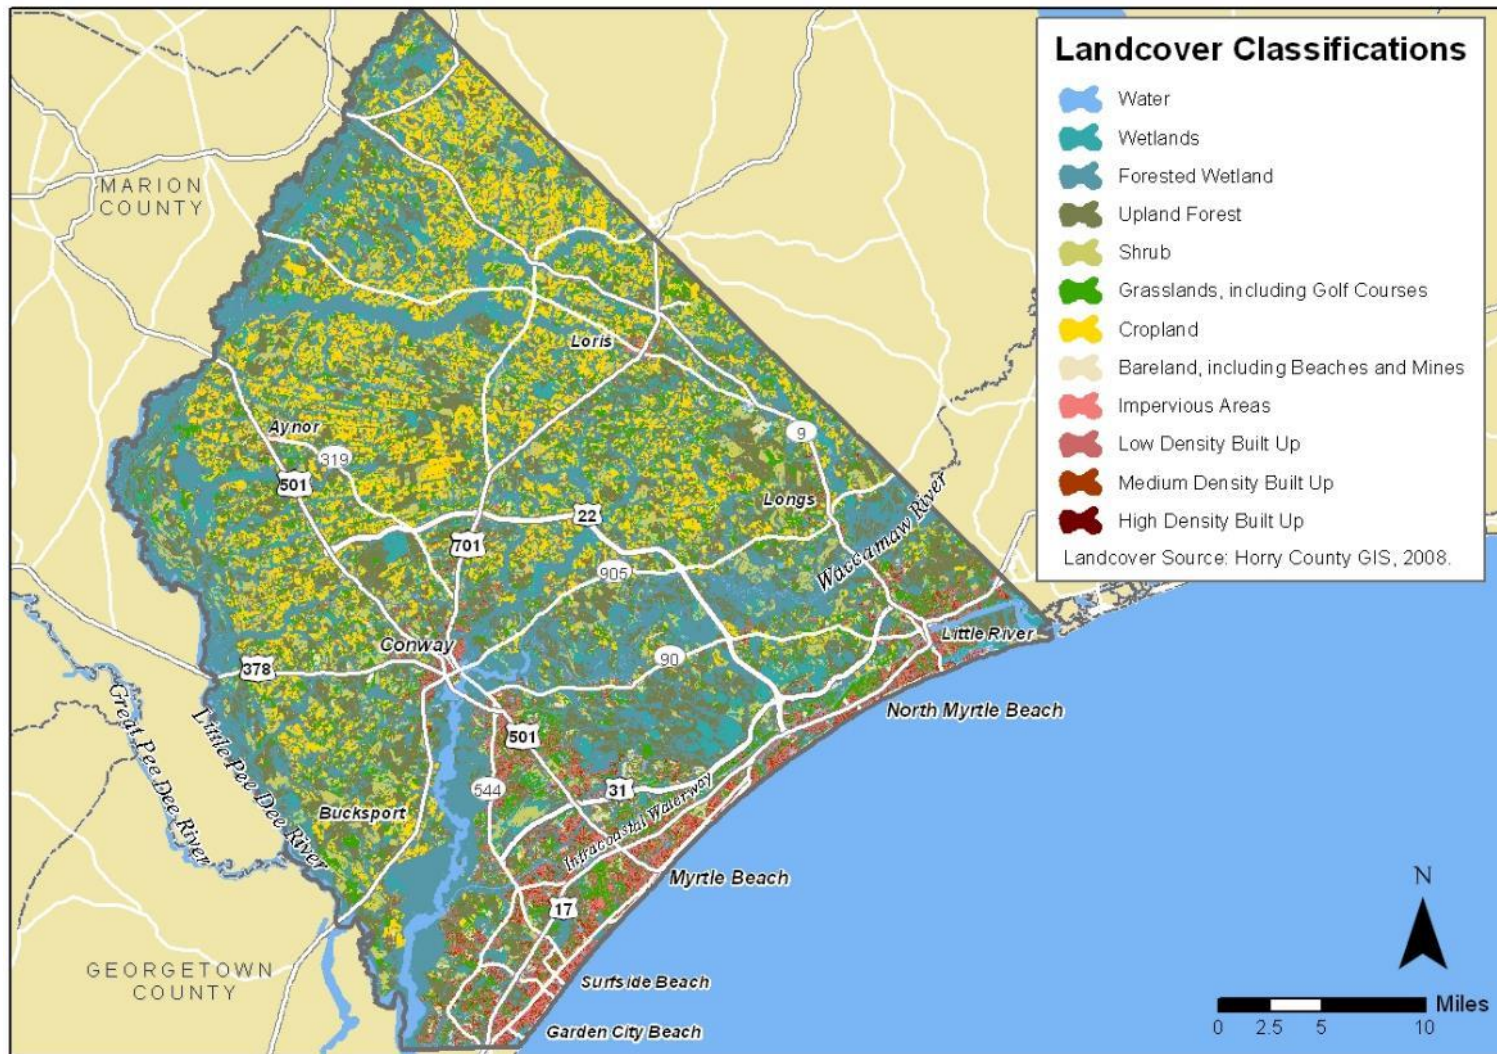 Landcover Classifications
Water
Wetlands
Forested Wetland
Upland Forest
Shrub
Grasslands, including Golf Courses
Cropland
Bareland, including Beaches and Mines
Impervious Areas
Low Density Built Up
Medium Density Built Up
High Density Built Up
Landcover Source: Horry County GIS, 2008.
MARION
COUNTY
Loris
Aynor
319
9
501
Longs
22
701
Waccamaw River
905
Conway
Little River
90
378
North Myrtle Beach
Great Pee Dee River
Little Pee Dee River
501
544
31
Intracoastal Waterway
Bucksport
Myrtle Beach
17
N
GEORGETOWN
COUNTY
Surfside Beach
Garden City Beach
Miles
0 2.5 5 10